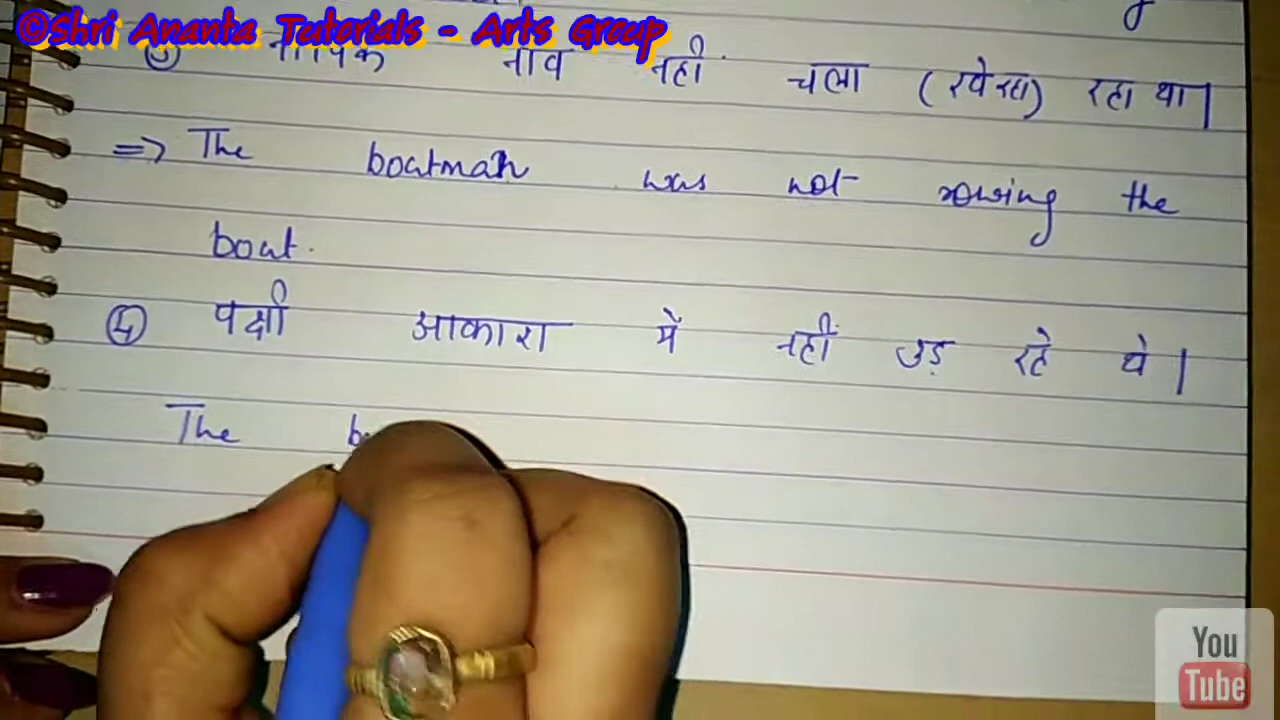 ©Shri Ananta Tutorials - Arts Group
नाव नहीं चला (खे रहा) रहा था।
=> The boatman was not rowing the
boat.
४ पक्षी आकाश में नहीं उड़ रहे थे।
The b
You
Tube